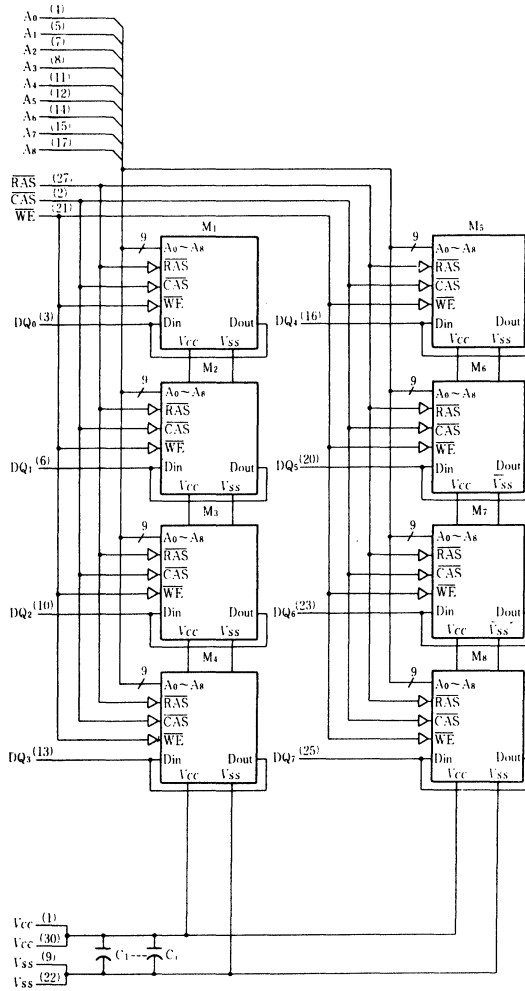 A₀ (4)
A₁ (5)
A₂ (7)
A₃ (8)
A₄ (11)
A₅ (12)
A₆ (14)
A₇ (15)
A₈ (17)
RAS (27)
CAS (2)
WE (21)
M₁
9 A₀~A₈
RAS
CAS
WE
DQ₀ (3) Din Dout
Vcc Vss
M₂
9 A₀~A₈
RAS
CAS
WE
DQ₁ (6) Din Dout
Vcc Vss
M₃
9 A₀~A₈
RAS
CAS
WE
DQ₂ (10) Din Dout
Vcc Vss
M₄
9 A₀~A₈
RAS
CAS
WE
DQ₃ (13) Din Dout
Vcc Vss
M₅
9 A₀~A₈
RAS
CAS
WE
DQ₄ (16) Din Dout
Vcc Vss
M₆
9 A₀~A₈
RAS
CAS
WE
DQ₅ (20) Din Dout
Vcc Vss
M₇
9 A₀~A₈
RAS
CAS
WE
DQ₆ (23) Din Dout
Vcc Vss
M₈
9 A₀~A₈
RAS
CAS
WE
DQ₇ (25) Din Dout
Vcc Vss
Vcc (1)
Vcc (30)
Vss (9)
Vss (22)
C₁---C